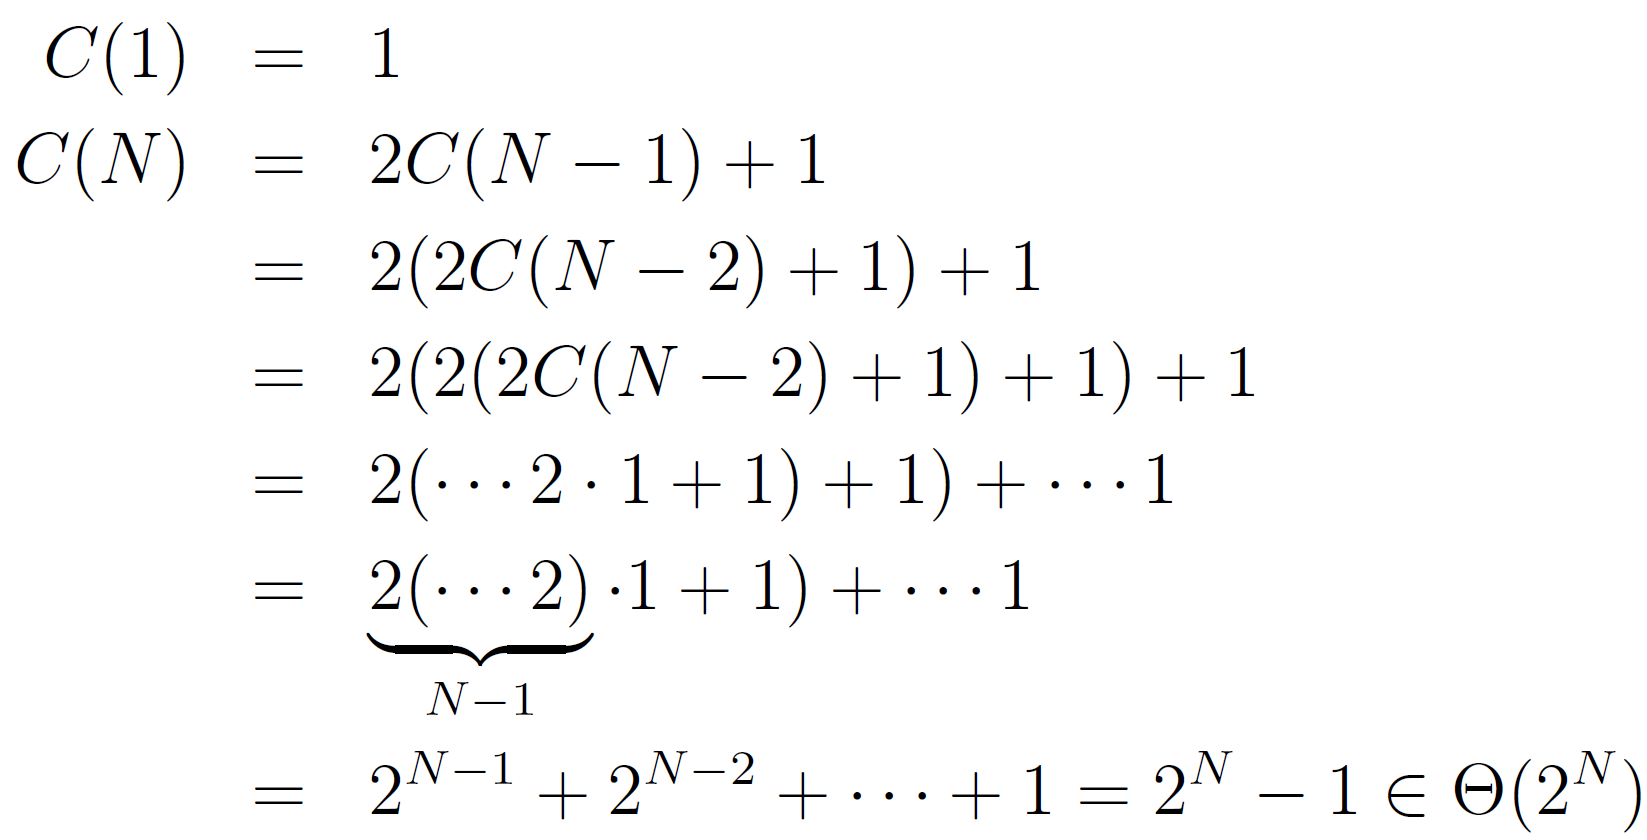 C(1) = 1
C(N) = 2C(N − 1) + 1
= 2(2C(N − 2) + 1) + 1
= 2(2(2C(N − 2) + 1) + 1) + 1
= 2(· · · 2 · 1 + 1) + 1) + · · · 1
= 2(· · · 2) ·1 + 1) + · · · 1
N−1
= 2^{N−1} + 2^{N−2} + · · · + 1 = 2^N − 1 ∈ Θ(2^N)